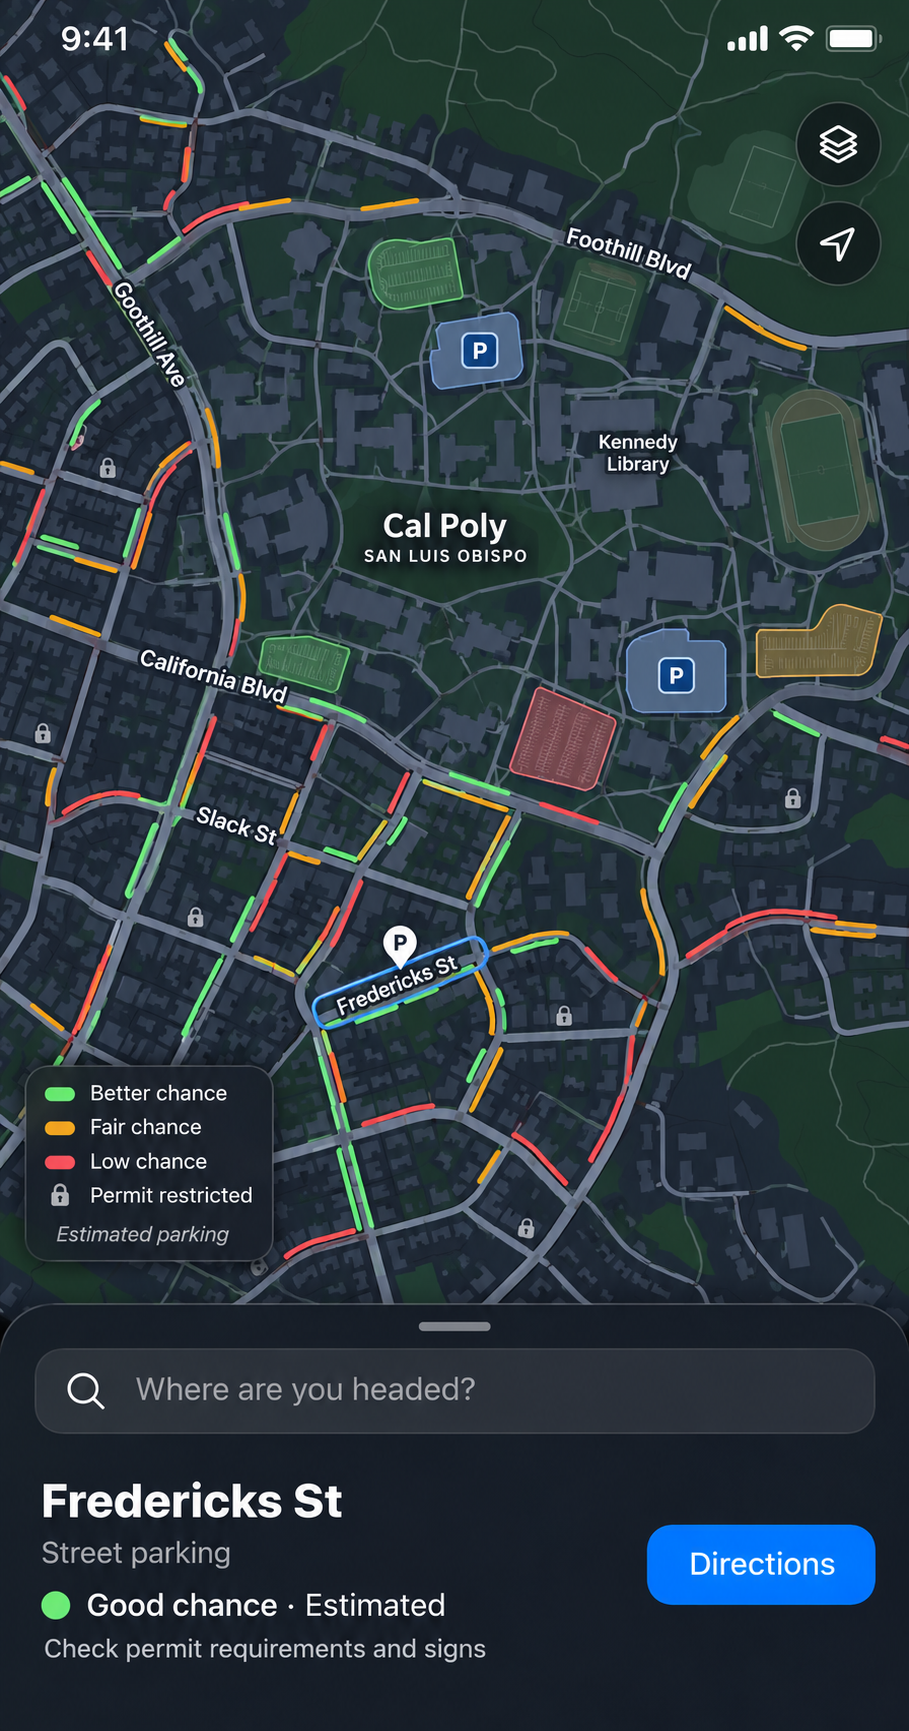 9:41
Foothill Blvd
Goothill Ave
P
Kennedy
Library
Cal Poly
SAN LUIS OBISPO
California Blvd
P
Slack St
P
Fredericks St
Better chance
Fair chance
Low chance
Permit restricted
Estimated parking
Where are you headed?
Fredericks St
Street parking
Directions
Good chance · Estimated
Check permit requirements and signs